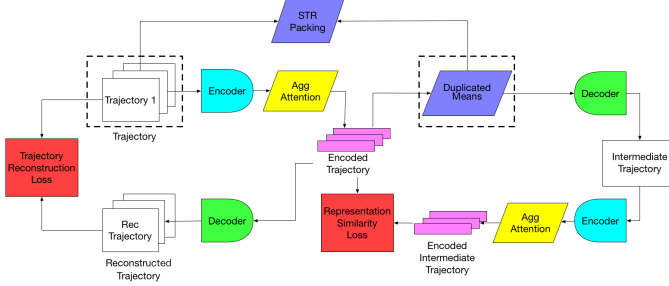 STR
Packing
Trajectory 1
Trajectory
Encoder
Agg
Attention
Duplicated
Means
Decoder
Trajectory
Reconstruction
Loss
Encoded
Trajectory
Intermediate
Trajectory
Rec
Trajectory
Reconstructed
Trajectory
Decoder
Representation
Similarity
Loss
Encoded
Intermediate
Trajectory
Agg
Attention
Encoder